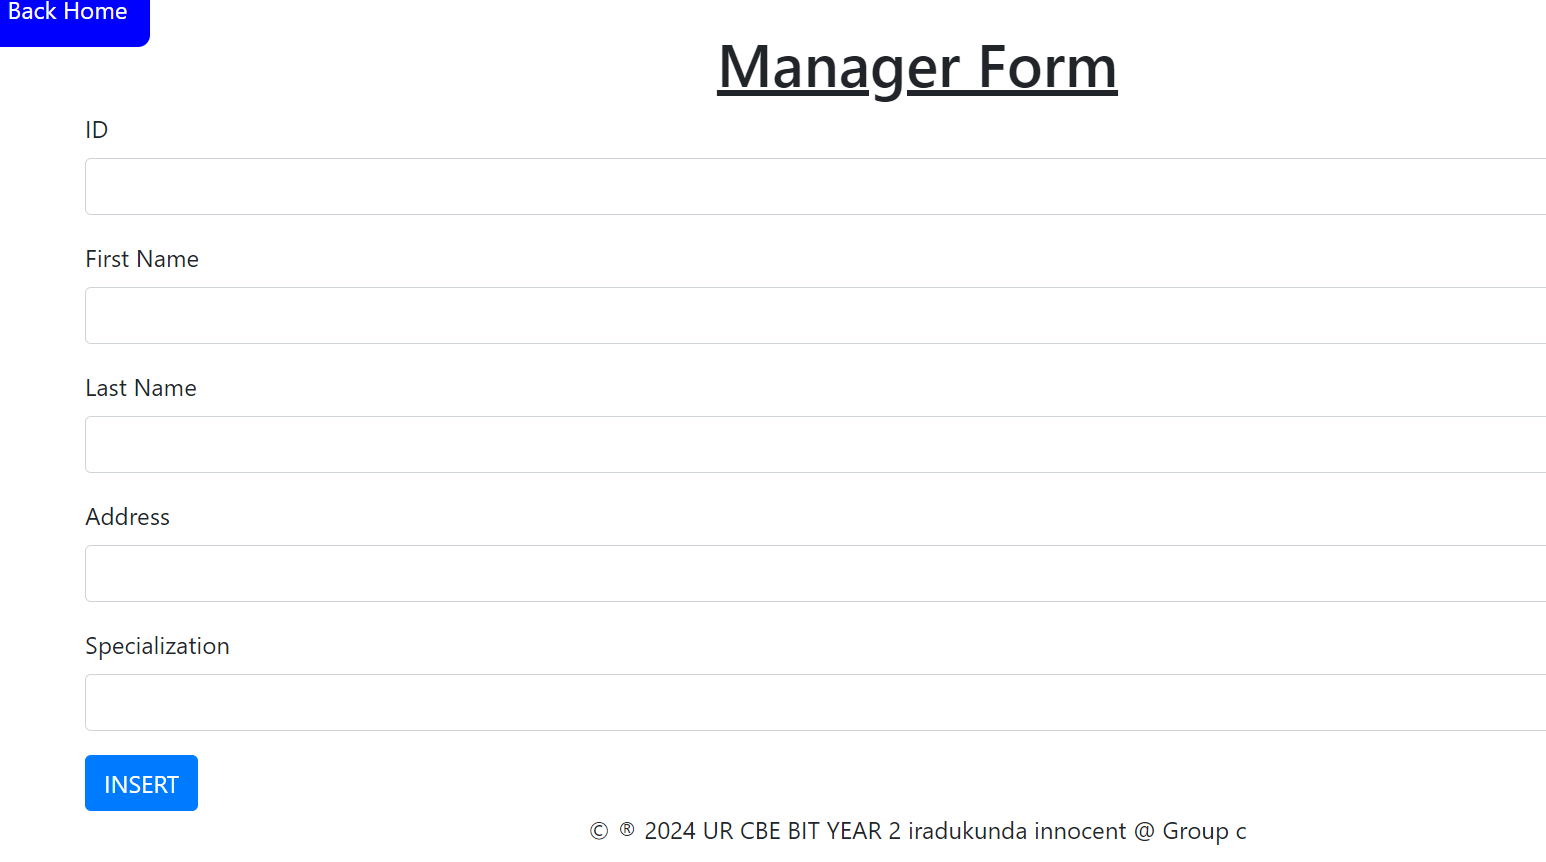 Back Home
Manager Form
ID
First Name
Last Name
Address
Specialization
INSERT
© ® 2024 UR CBE BIT YEAR 2 iradukunda innocent @ Group c